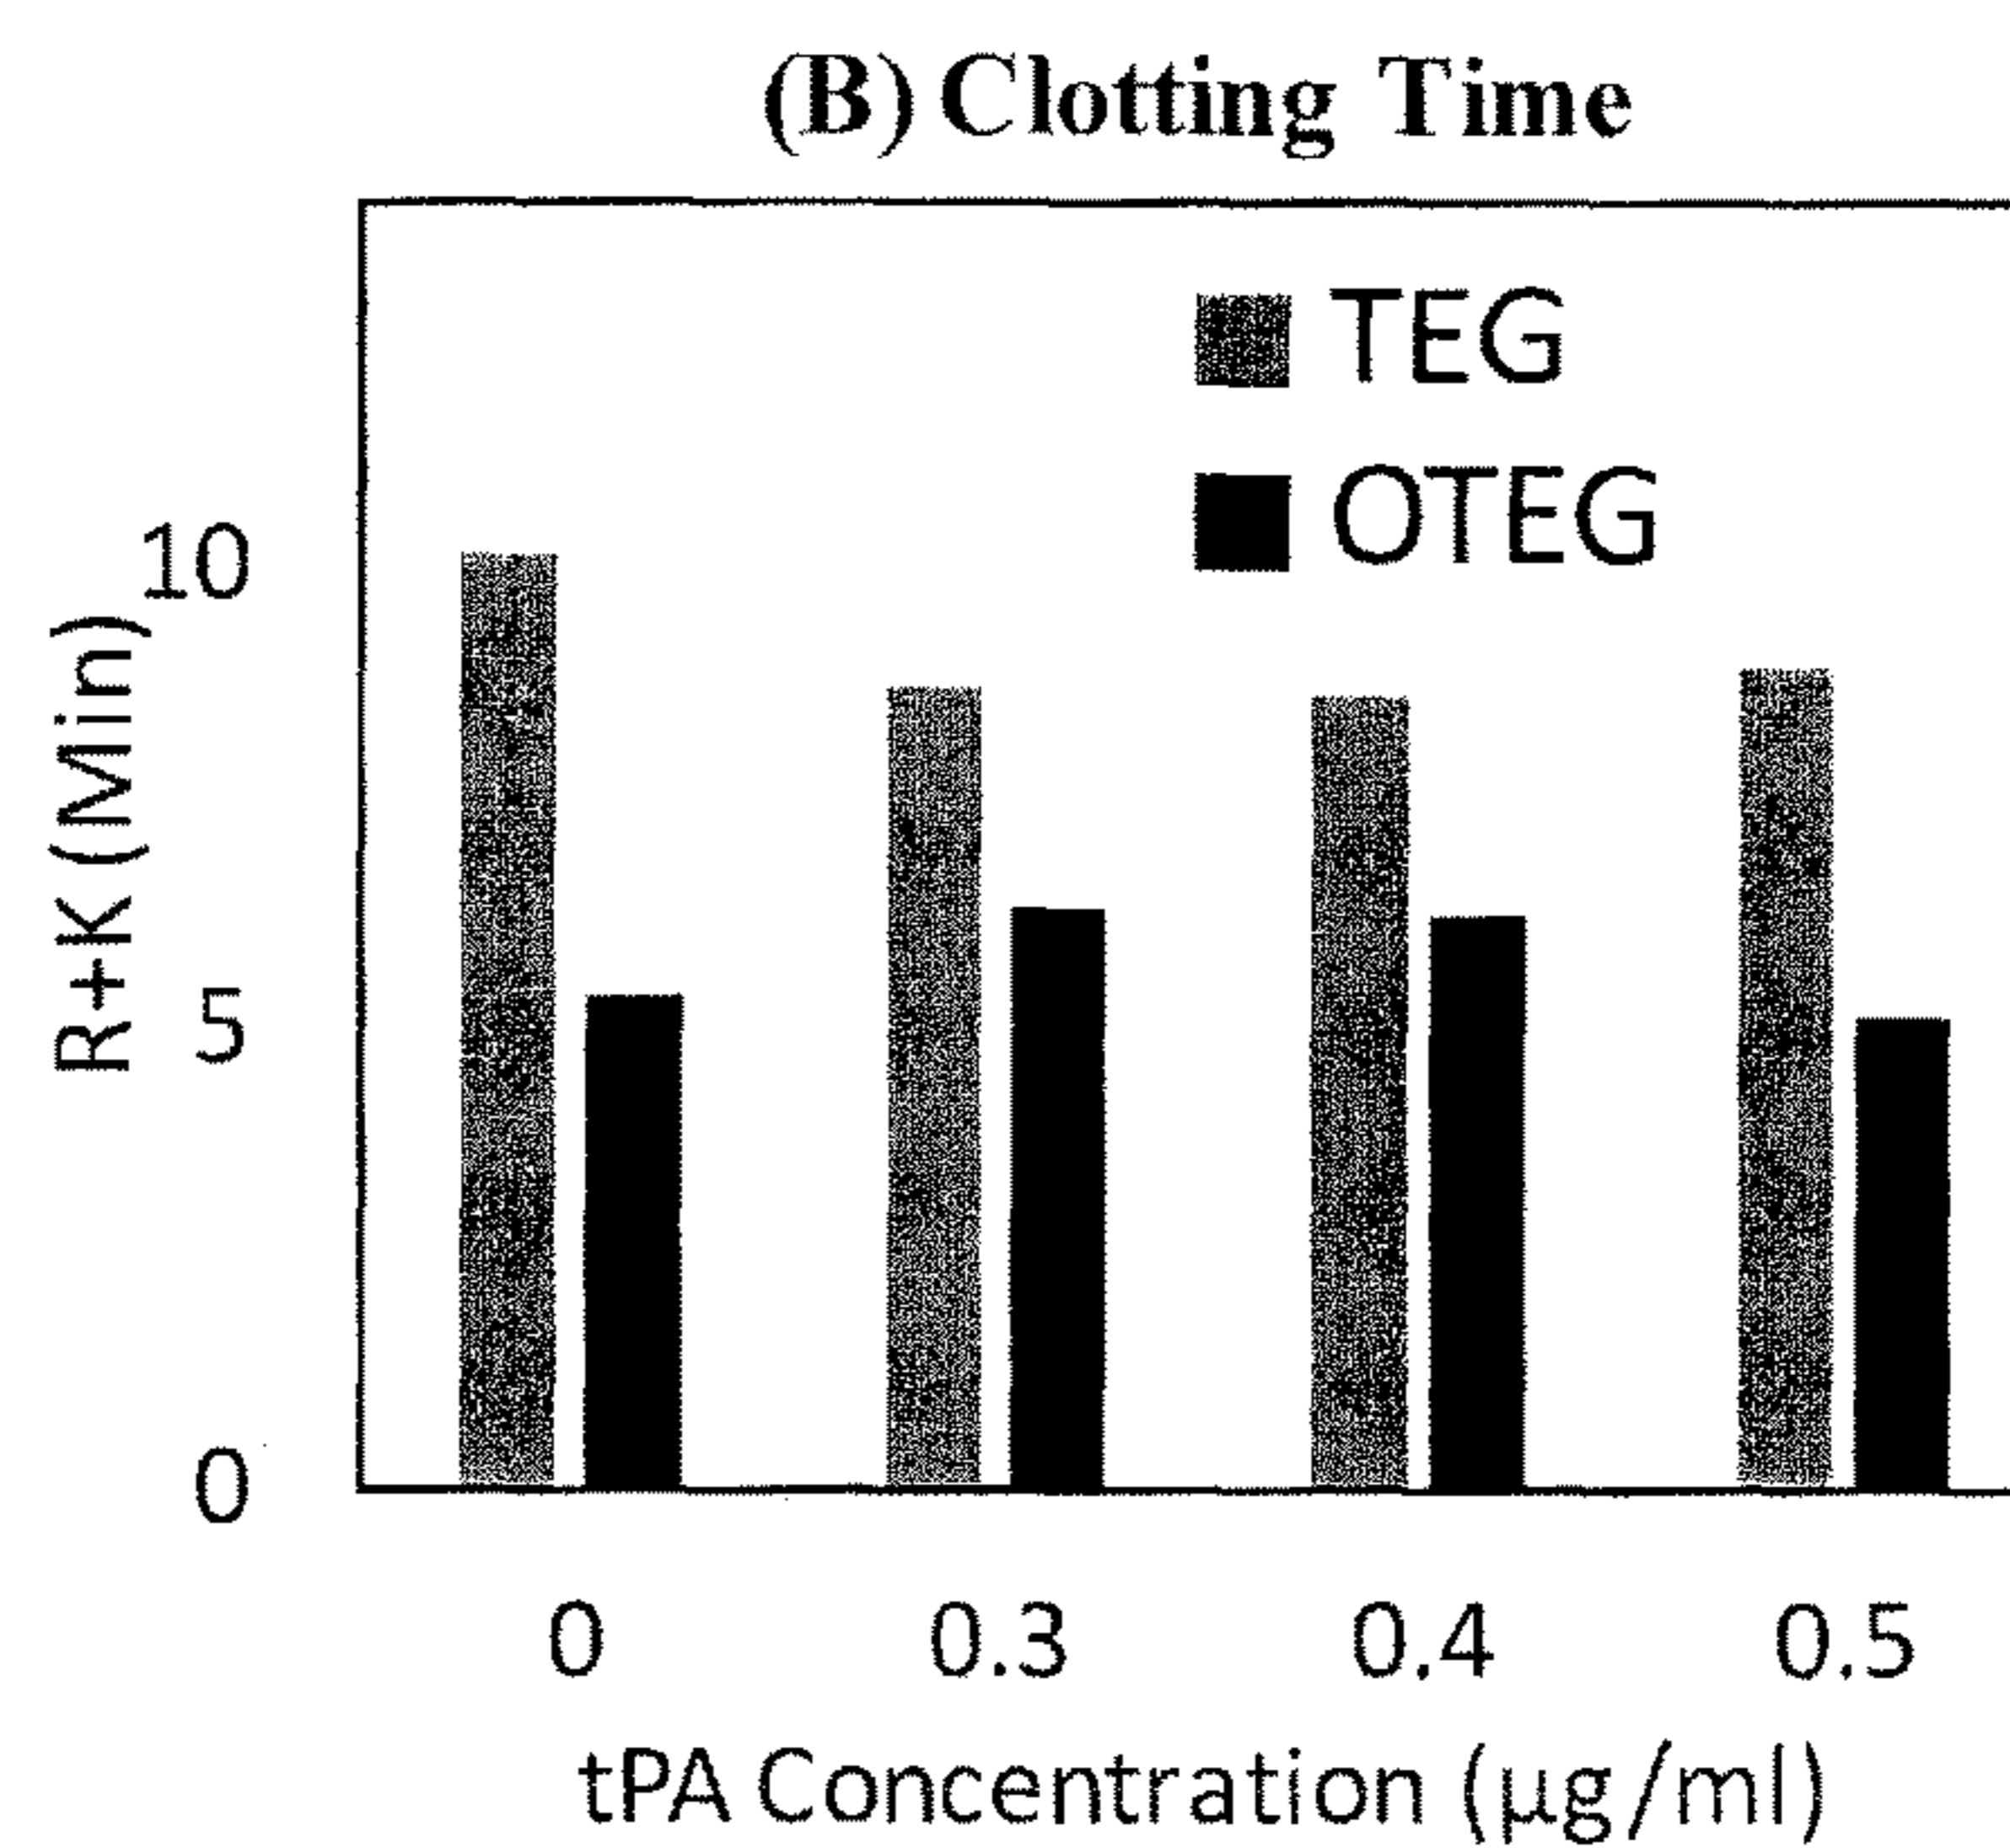 (B) Clotting Time
TEG
OTEG
R+K (Min)
10
5
0
0 0.3 0.4 0.5
tPA Concentration (µg/ml)